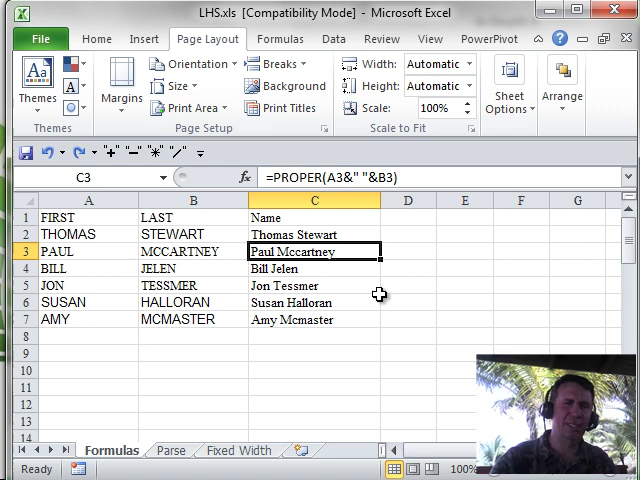 LHS.xls [Compatibility Mode] - Microsoft Excel
File Home Insert Page Layout Formulas Data Review View PowerPivot
Themes Margins Orientation Breaks Width: Automatic Sheet Options Arrange
Size Background Height: Automatic
Print Area Print Titles Scale: 100%
Themes Page Setup Scale to Fit
C3 fx =PROPER(A3&" "&B3)
A B C D E F G
1 FIRST LAST Name
2 THOMAS STEWART Thomas Stewart
3 PAUL MCCARTNEY Paul Mccartney
4 BILL JELEN Bill Jelen
5 JON TESSMER Jon Tessmer
6 SUSAN HALLORAN Susan Halloran
7 AMY MCMASTER Amy Mcmaster
8
9
10
11
12
13
14
Formulas Parse Fixed Width
Ready 100%